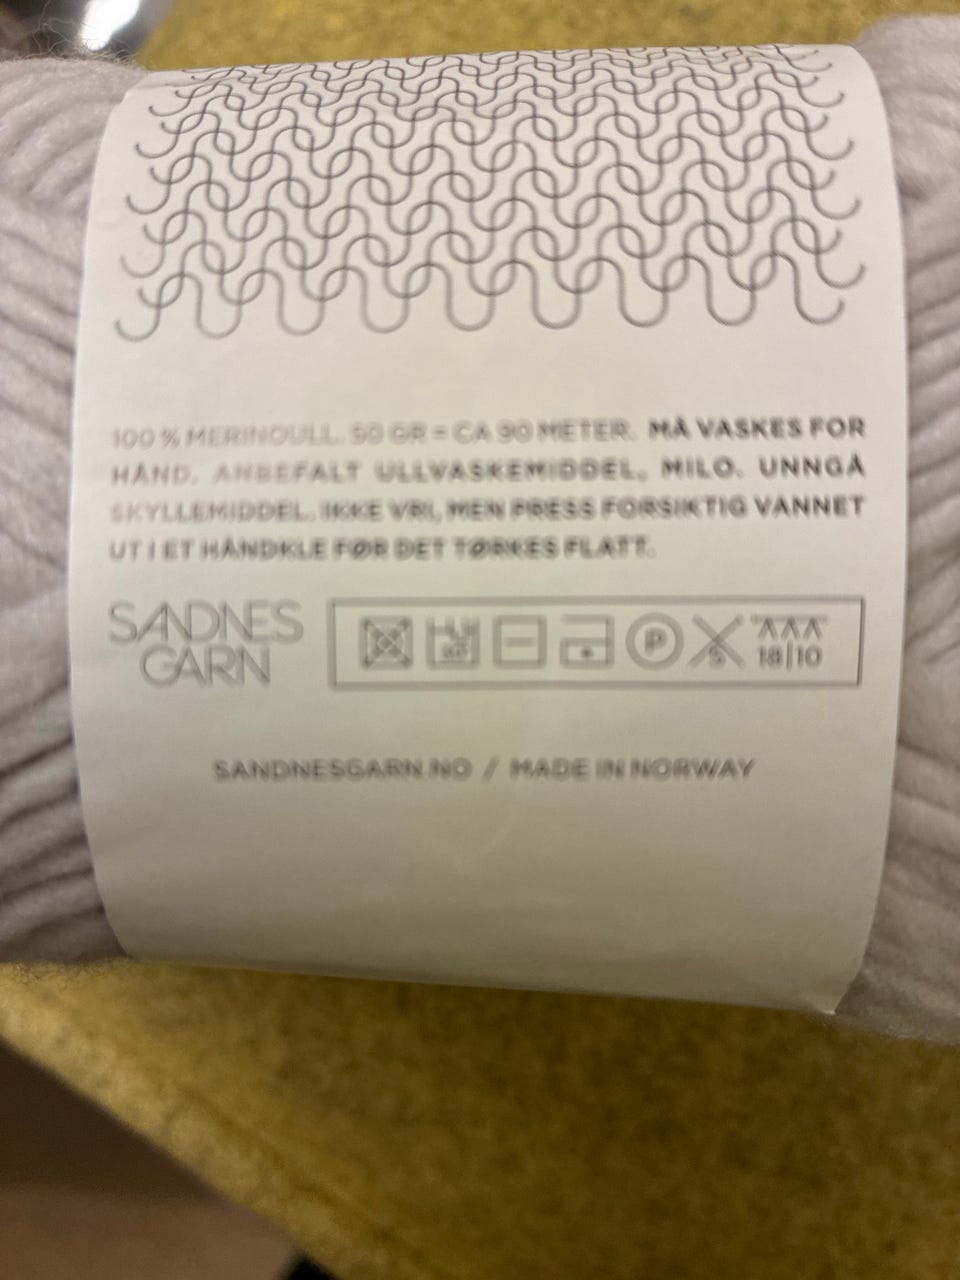 100 % MERINOULL. 50 GR = CA 90 METER. MÅ VASKES FOR
HÅND. ANBEFALT ULLVASKEMIDDEL, MILO. UNNGÅ
SKYLLEMIDDEL. IKKE VRI, MEN PRESS FORSIKTIG VANNET
UT I ET HÅNDKLE FØR DET TØRKES FLATT.
SANDNES
GARN
P
S
18|10
SANDNESGARN.NO / MADE IN NORWAY